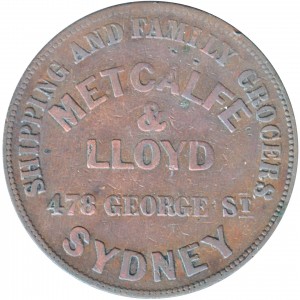 SHIPPING AND FAMILY GROCERS
METCALFE
&
LLOYD
478 GEORGE ST
SYDNEY